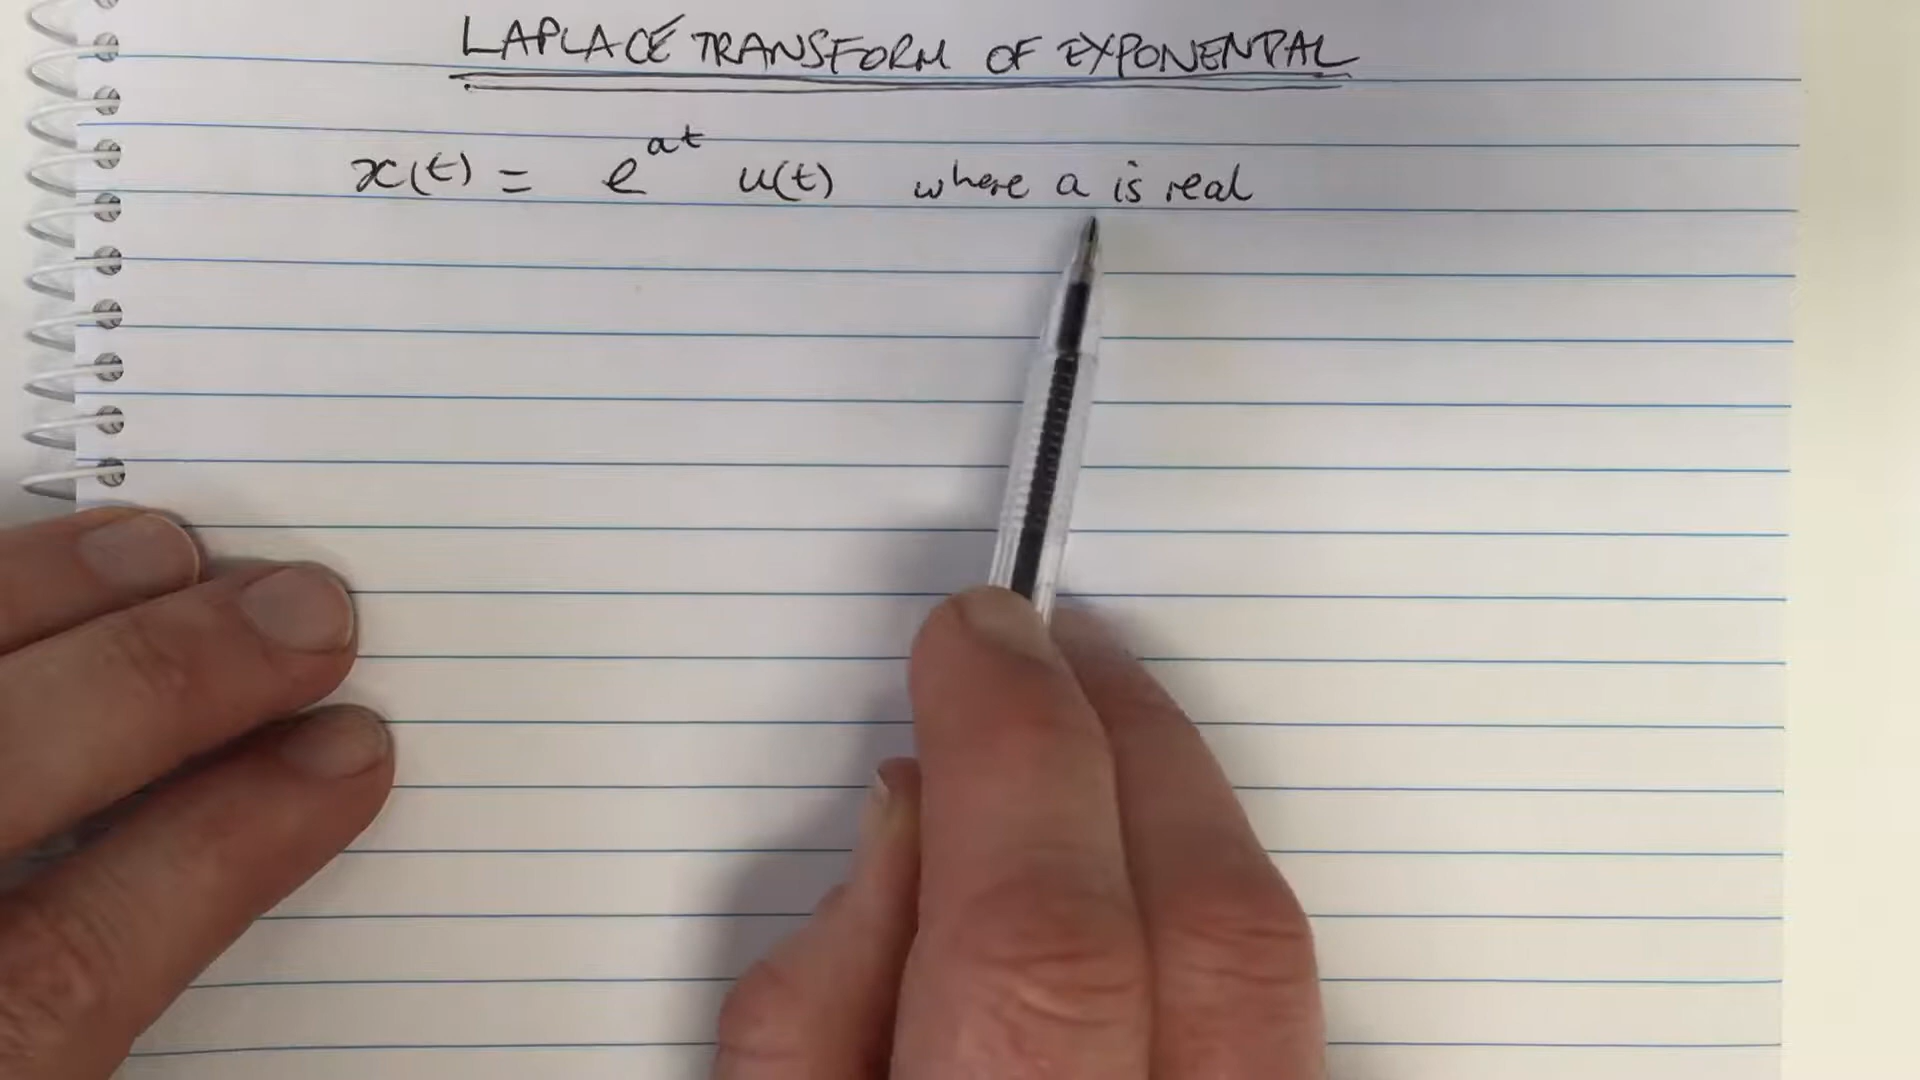 LAPLACE TRANSFORM OF EXPONENTIAL
x(t) = e^{at} u(t) where a is real